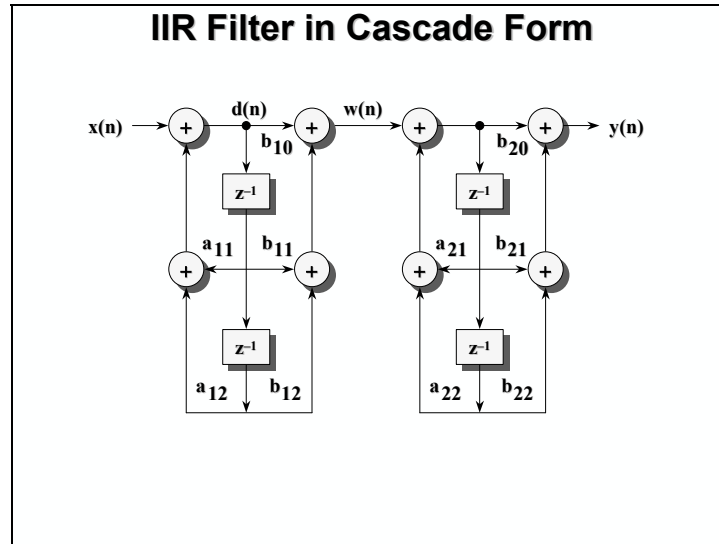 IIR Filter in Cascade Form
x(n) + d(n) + w(n) + + y(n)
b10 b20
z–1 z–1
a11 b11 a21 b21
+ + + +
z–1 z–1
a12 b12 a22 b22